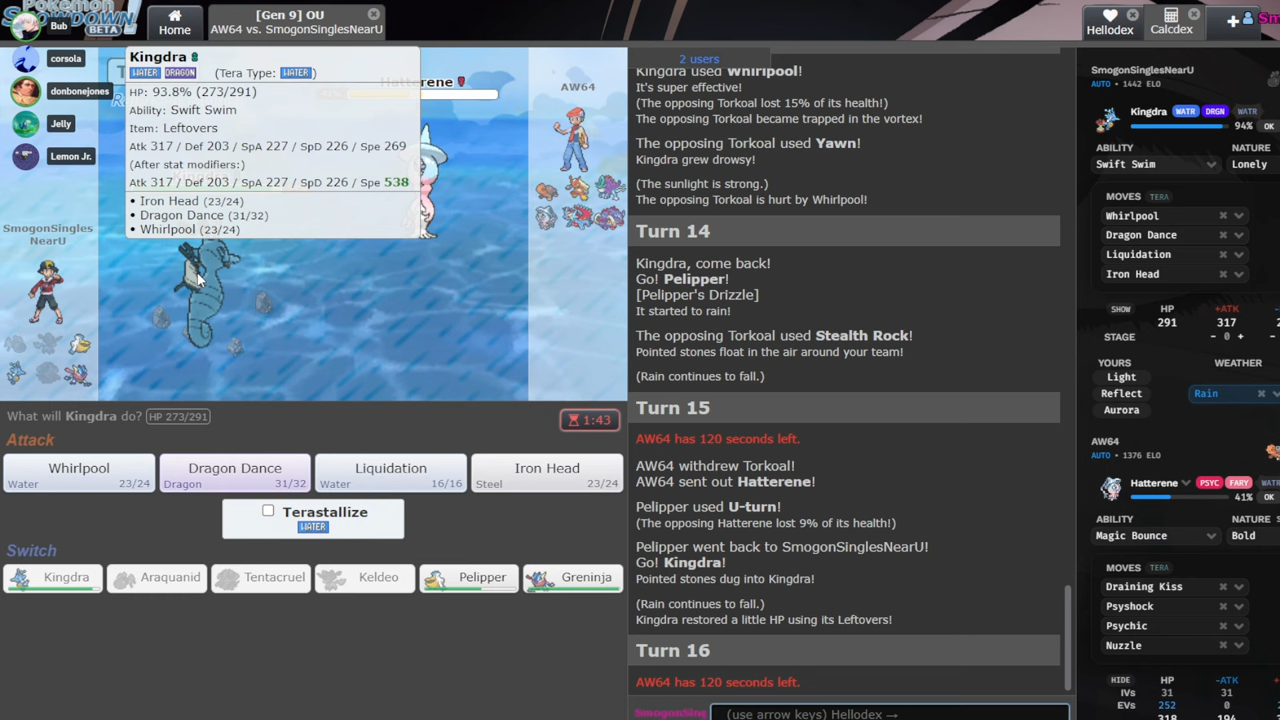 Pokémon
SHOWDOWN!
BETA
Bub
Home
[Gen 9] OU
AW64 vs. SmogonSinglesNearU
Hellodex
Calcdex
corsola
donbonejones
Jelly
Lemon Jr.
SmogonSingles
NearU
Kingdra
WATER DRAGON (Tera Type: WATER)
HP: 93.8% (273/291)
Ability: Swift Swim
Item: Leftovers
Atk 317 / Def 203 / SpA 227 / SpD 226 / Spe 269
(After stat modifiers:)
Atk 317 / Def 203 / SpA 227 / SpD 226 / Spe 538
• Iron Head (23/24)
• Dragon Dance (31/32)
• Whirlpool (23/24)
AW64
What will Kingdra do? HP 273/291
1:43
Attack
Whirlpool
Water 23/24
Dragon Dance
Dragon 31/32
Liquidation
Water 16/16
Iron Head
Steel 23/24
Terastallize
WATER
Switch
Kingdra
Araquanid
Tentacruel
Keldeo
Pelipper
Greninja
2 users
Kingdra used Whirlpool!
It's super effective!
(The opposing Torkoal lost 15% of its health!)
The opposing Torkoal became trapped in the vortex!
The opposing Torkoal used Yawn!
Kingdra grew drowsy!
(The sunlight is strong.)
The opposing Torkoal is hurt by Whirlpool!
Turn 14
Kingdra, come back!
Go! Pelipper!
[Pelipper's Drizzle]
It started to rain!
The opposing Torkoal used Stealth Rock!
Pointed stones float in the air around your team!
(Rain continues to fall.)
Turn 15
AW64 has 120 seconds left.
AW64 withdrew Torkoal!
AW64 sent out Hatterene!
Pelipper used U-turn!
(The opposing Hatterene lost 9% of its health!)
Pelipper went back to SmogonSinglesNearU!
Go! Kingdra!
Pointed stones dug into Kingdra!
(Rain continues to fall.)
Kingdra restored a little HP using its Leftovers!
Turn 16
AW64 has 120 seconds left.
(use arrow keys) Hellodex →
SmogonSinglesNearU
AUTO • 1442 ELO
Kingdra WATR DRGN WATR
94% OK
ABILITY NATURE
Swift Swim Lonely
MOVES TERA
Whirlpool
Dragon Dance
Liquidation
Iron Head
SHOW HP +ATK
291 317
STAGE - 0 +
YOURS WEATHER
Light
Reflect Rain
Aurora
AW64
AUTO • 1376 ELO
Hatterene PSYC FARY WATR
41% OK
ABILITY NATURE
Magic Bounce Bold
MOVES TERA
Draining Kiss
Psyshock
Psychic
Nuzzle
HIDE HP -ATK
IVs 31 31
EVs 252 0
318 194